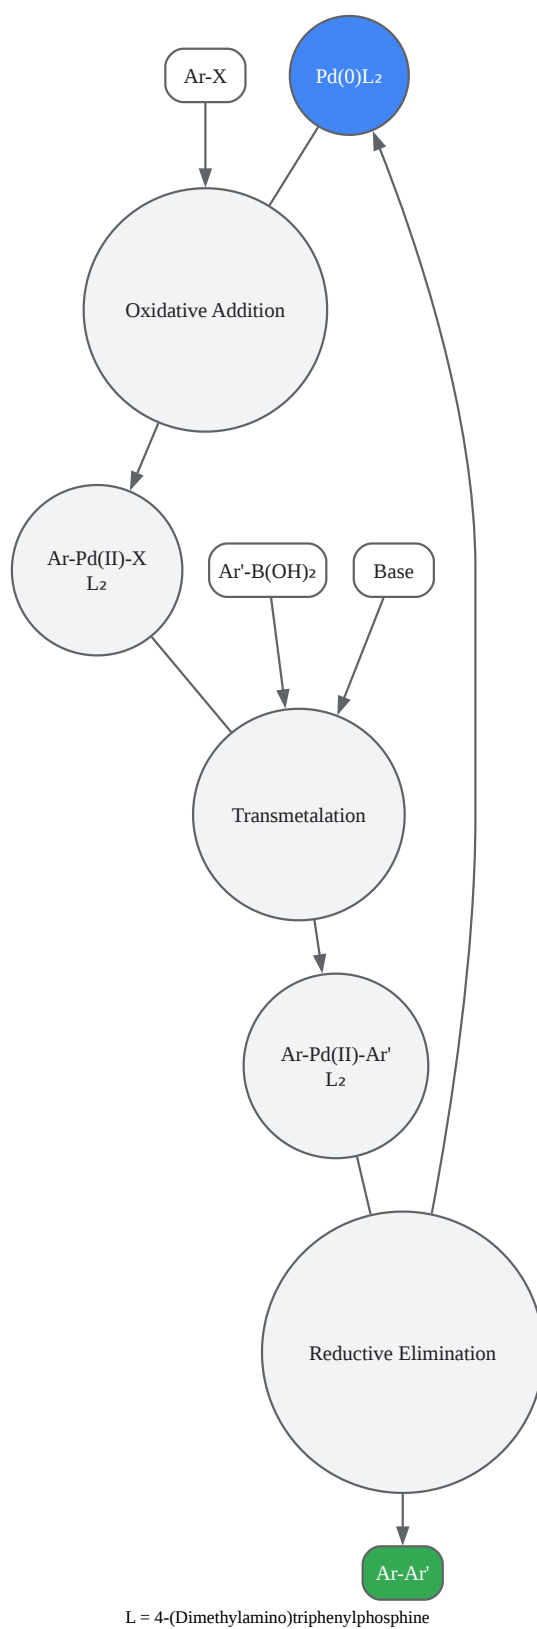 Ar-X
Pd(0)L₂
Oxidative Addition
Ar-Pd(II)-X
L₂
Ar'-B(OH)₂
Base
Transmetalation
Ar-Pd(II)-Ar'
L₂
Reductive Elimination
Ar-Ar'
L = 4-(Dimethylamino)triphenylphosphine